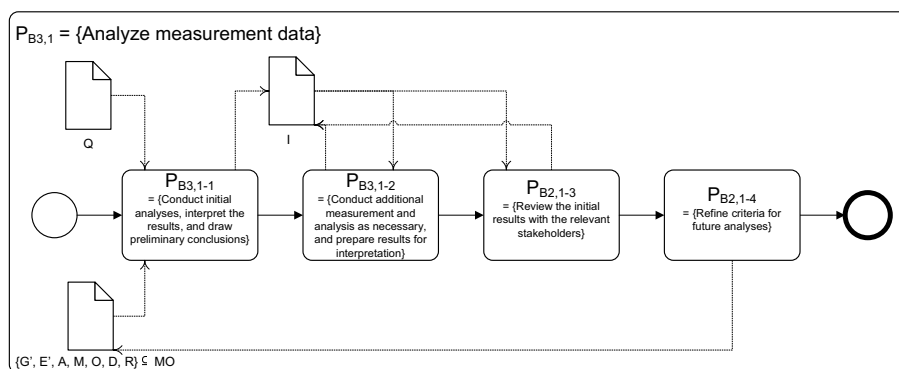 P_B3,1 = {Analyze measurement data}
Q
I
P_B3,1-1
= {Conduct initial
analyses, interpret the
results, and draw
preliminary conclusions}
P_B3,1-2
= {Conduct additional
measurement and
analysis as necessary,
and prepare results for
interpretation}
P_B2,1-3
= {Review the initial
results with the relevant
stakeholders}
P_B2,1-4
= {Refine criteria for
future analyses}
{G', E', A, M, O, D, R} ⊆ MO